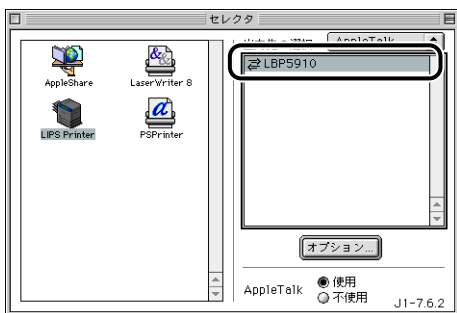 セレクタ
AppleShare
LaserWriter 8
LIPS Printer
PSPrinter
AppleTalk
LBP5910
オプション...
AppleTalk
使用
不使用
J1-7.6.2